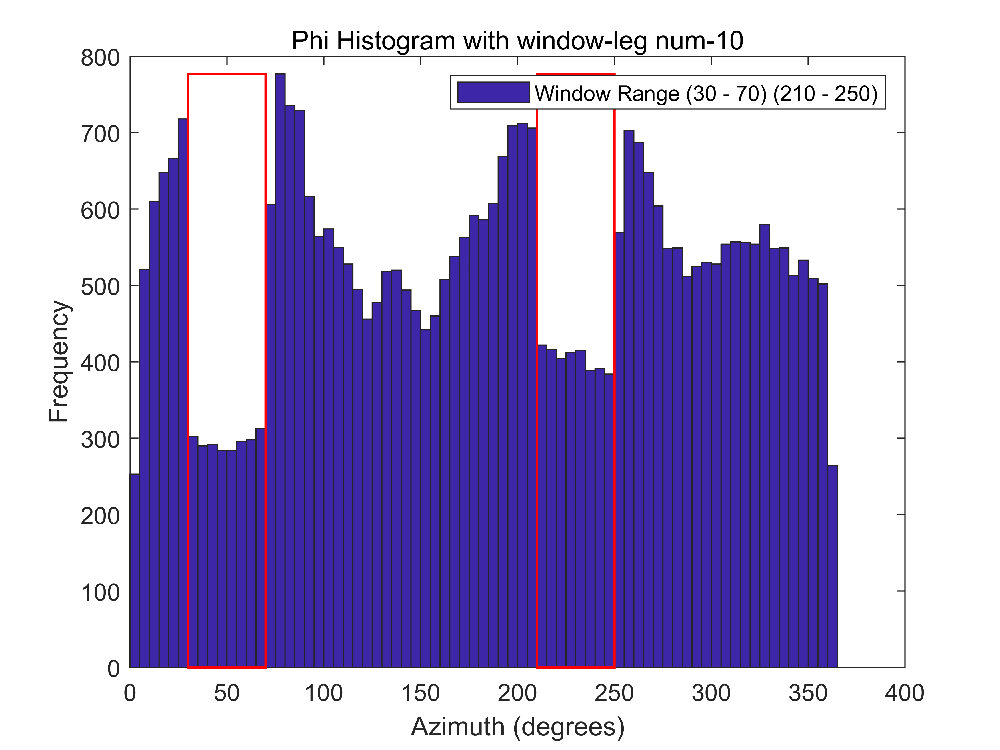 Phi Histogram with window-leg num-10
Window Range (30 - 70) (210 - 250)
800
700
600
500
400
300
200
100
0
Frequency
0 50 100 150 200 250 300 350 400
Azimuth (degrees)